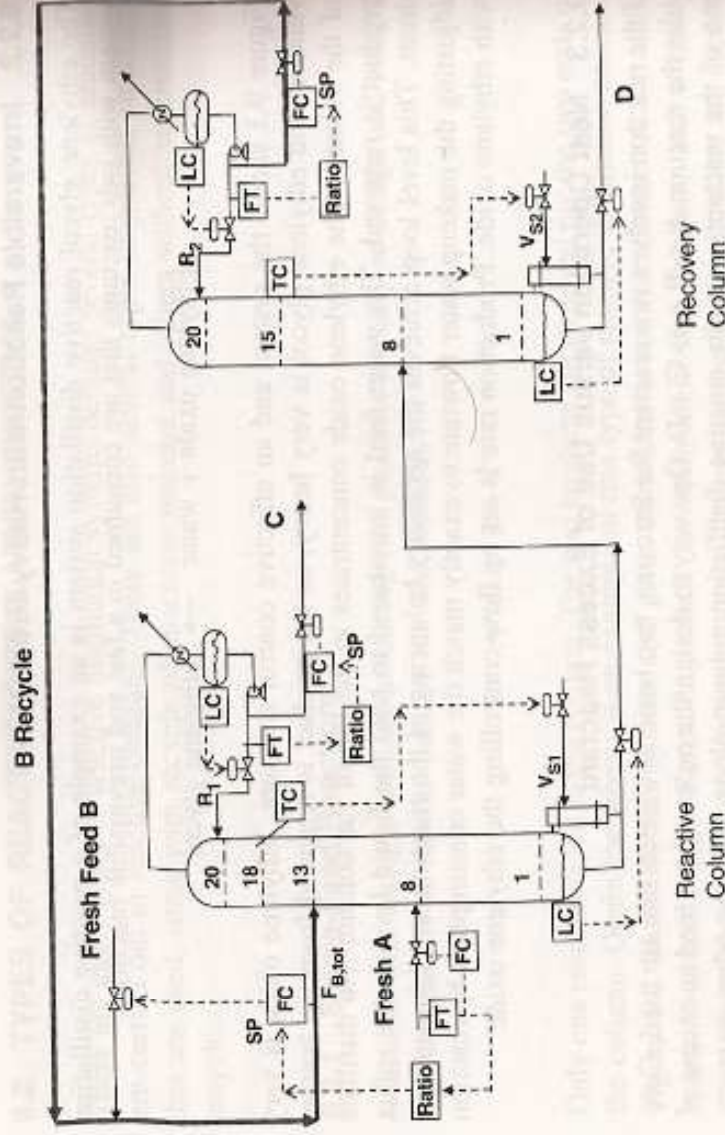 B Recycle
Fresh Feed B
SP
FC
F_B,tot
Fresh A
FT
FC
Ratio
20
18
13
8
1
R1
LC
TC
FT
FC
SP
Ratio
C
V_S1
LC
Reactive
Column
20
15
8
1
R2
LC
TC
FT
FC
SP
Ratio
V_S2
LC
D
Recovery
Column